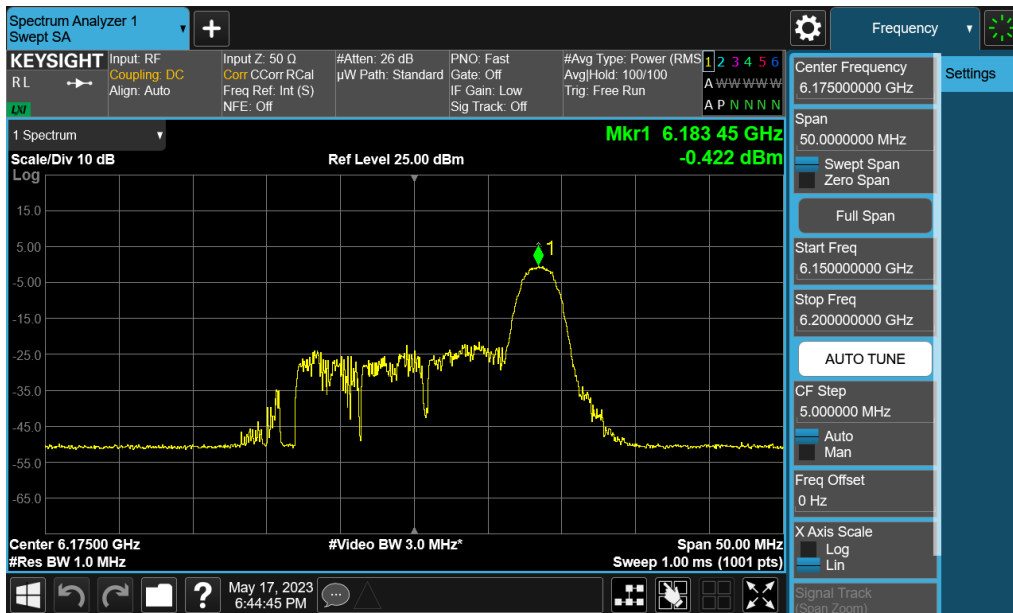 Spectrum Analyzer 1
Swept SA
Frequency
KEYSIGHT
RL
LXI
Input: RF
Coupling: DC
Align: Auto
Input Z: 50 Ω
Corr CCorr RCal
Freq Ref: Int (S)
NFE: Off
#Atten: 26 dB
µW Path: Standard
PNO: Fast
Gate: Off
IF Gain: Low
Sig Track: Off
#Avg Type: Power (RMS
Avg|Hold: 100/100
Trig: Free Run
1 2 3 4 5 6
A W W W W W
A P N N N N
1 Spectrum
Mkr1 6.183 45 GHz
Scale/Div 10 dB
Ref Level 25.00 dBm
-0.422 dBm
Log
15.0
5.00
-5.00
-15.0
-25.0
-35.0
-45.0
-55.0
-65.0
1
Center 6.17500 GHz
#Video BW 3.0 MHz*
Span 50.00 MHz
#Res BW 1.0 MHz
Sweep 1.00 ms (1001 pts)
?
May 17, 2023
6:44:45 PM
Center Frequency
6.175000000 GHz
Settings
Span
50.0000000 MHz
Swept Span
Zero Span
Full Span
Start Freq
6.150000000 GHz
Stop Freq
6.200000000 GHz
AUTO TUNE
CF Step
5.000000 MHz
Auto
Man
Freq Offset
0 Hz
X Axis Scale
Log
Lin
Signal Track
(Span Zoom)